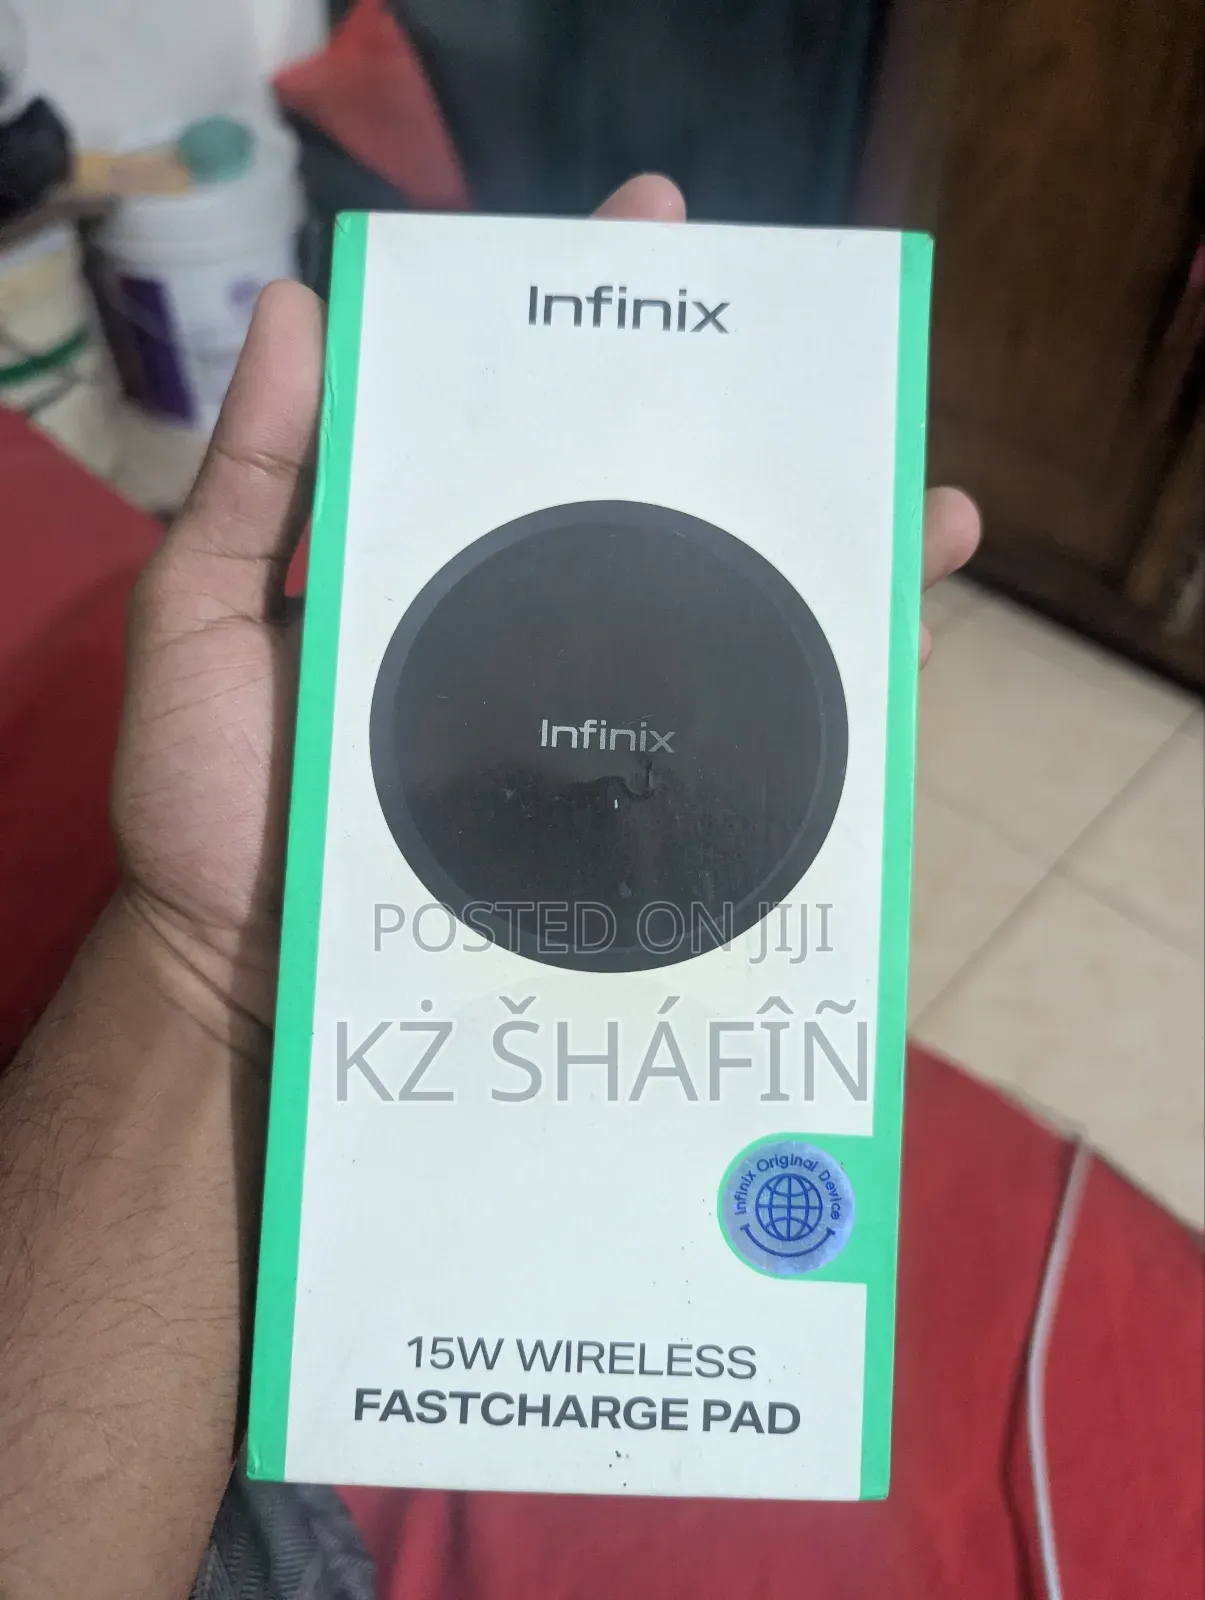 Infinix
Infinix
POSTED ON JIJI
KŻ ŠHÁFÎÑ
Infinix Original Device
15W WIRELESS
FASTCHARGE PAD